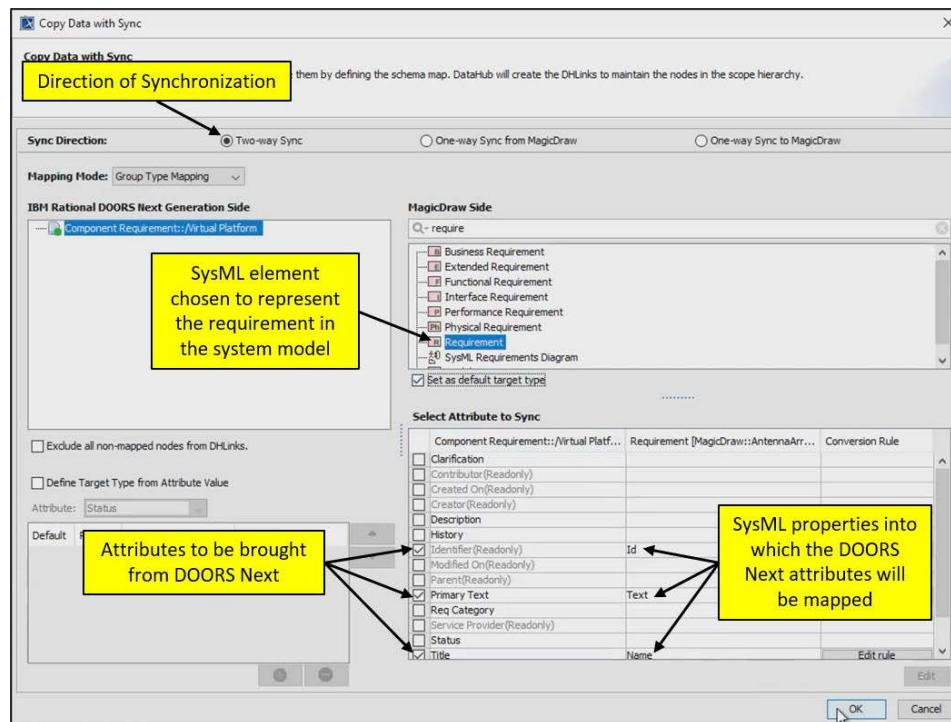 Copy Data with Sync
Copy Data with Sync
them by defining the schema map. DataHub will create the DHLinks to maintain the nodes in the scope hierarchy.
Direction of Synchronization
Sync Direction:
Two-way Sync
One-way Sync from MagicDraw
One-way Sync to MagicDraw
Mapping Mode:
Group Type Mapping
IBM Rational DOORS Next Generation Side
Component Requirement::/Virtual Platform
MagicDraw Side
require
Business Requirement
Extended Requirement
Functional Requirement
Interface Requirement
Performance Requirement
Physical Requirement
Requirement
SysML Requirements Diagram
Set as default target type
SysML element
chosen to represent
the requirement in
the system model
Exclude all non-mapped nodes from DHLinks.
Define Target Type from Attribute Value
Attribute:
Status
Default
Attributes to be brought
from DOORS Next
Select Attribute to Sync
Component Requirement::/Virtual Platf...
Requirement [MagicDraw::AntennaArr...
Conversion Rule
Clarification
Contributor(Readonly)
Created On(Readonly)
Creator(Readonly)
Description
History
Identifier(Readonly)
Id
Modified On(Readonly)
Parent(Readonly)
Primary Text
Text
Req Category
Service Provider(Readonly)
Status
Title
Name
Edit rule
SysML properties into
which the DOORS
Next attributes will
be mapped
Edit
OK
Cancel